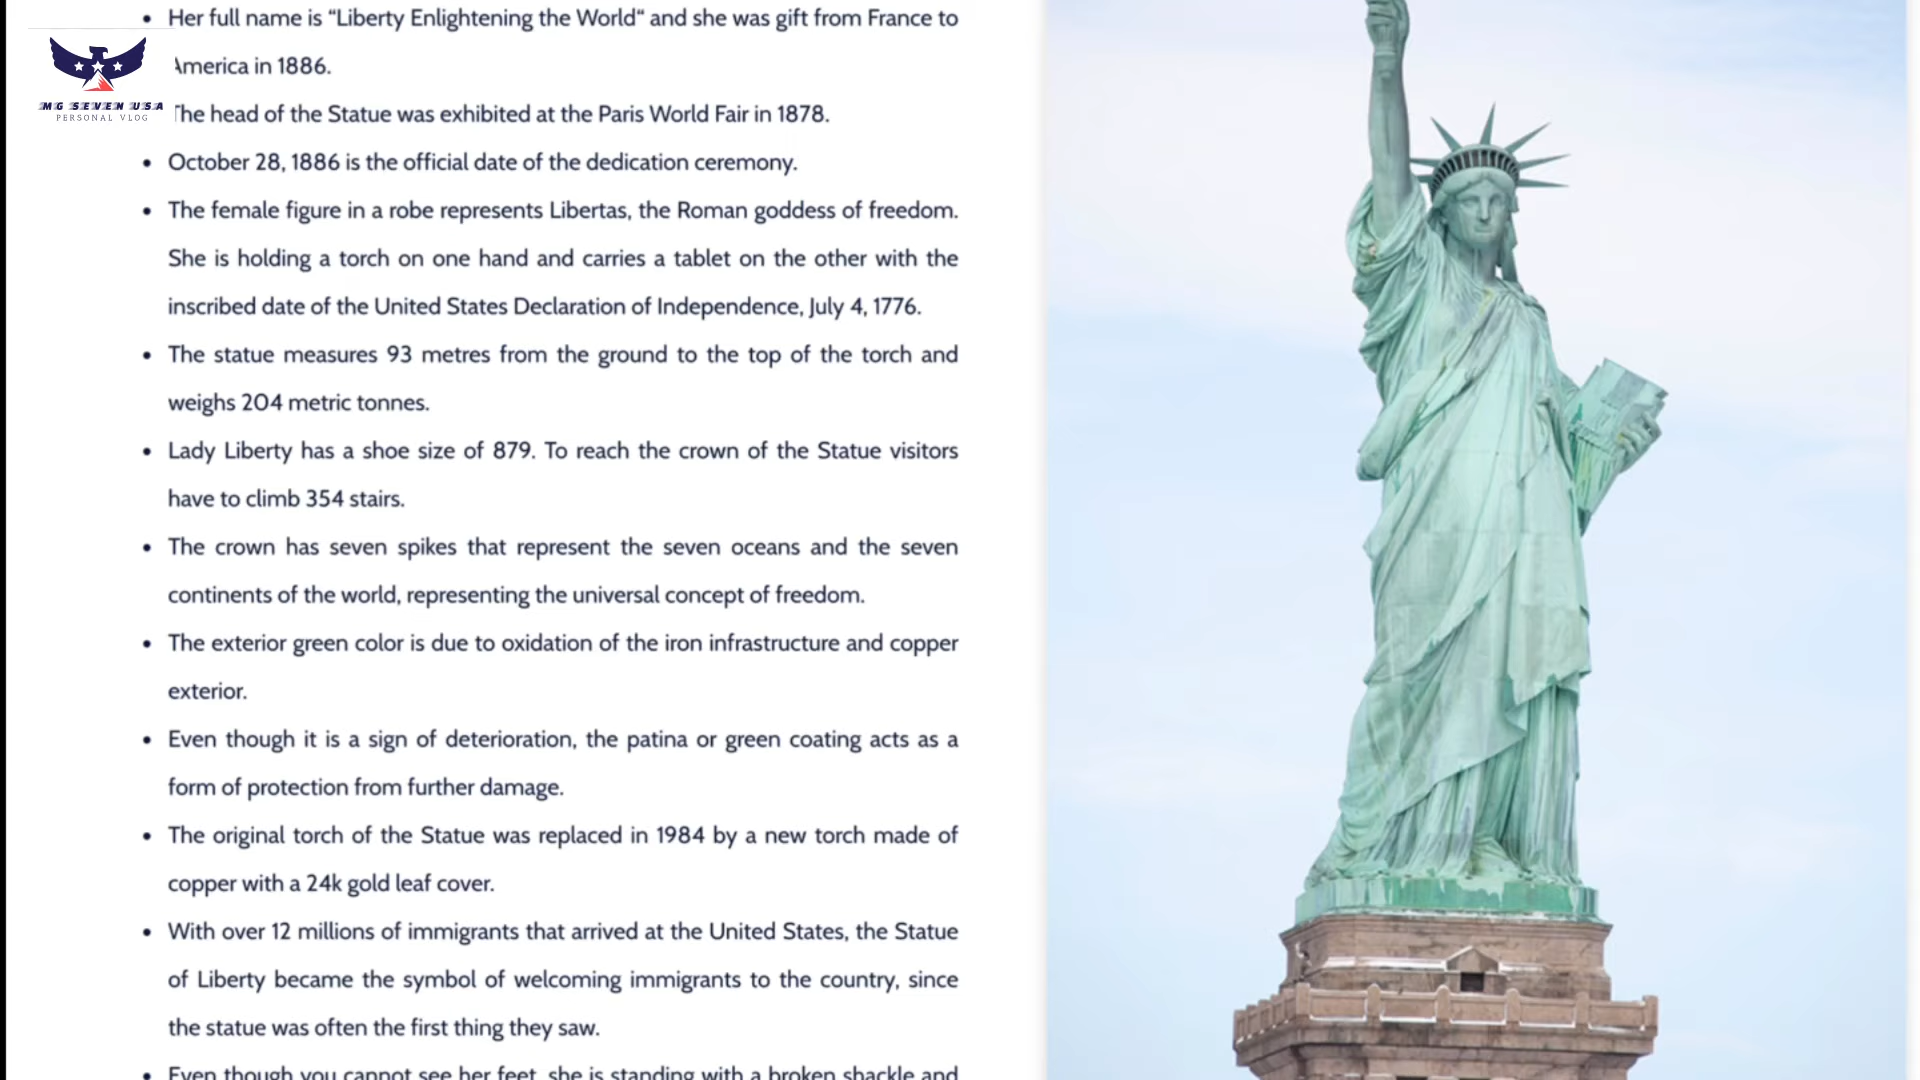 Her full name is “Liberty Enlightening the World“ and she was gift from France to
America in 1886.
MG SEVEN USA
PERSONAL VLOG
The head of the Statue was exhibited at the Paris World Fair in 1878.
October 28, 1886 is the official date of the dedication ceremony.
The female figure in a robe represents Libertas, the Roman goddess of freedom.
She is holding a torch on one hand and carries a tablet on the other with the
inscribed date of the United States Declaration of Independence, July 4, 1776.
The statue measures 93 metres from the ground to the top of the torch and
weighs 204 metric tonnes.
Lady Liberty has a shoe size of 879. To reach the crown of the Statue visitors
have to climb 354 stairs.
The crown has seven spikes that represent the seven oceans and the seven
continents of the world, representing the universal concept of freedom.
The exterior green color is due to oxidation of the iron infrastructure and copper
exterior.
Even though it is a sign of deterioration, the patina or green coating acts as a
form of protection from further damage.
The original torch of the Statue was replaced in 1984 by a new torch made of
copper with a 24k gold leaf cover.
With over 12 millions of immigrants that arrived at the United States, the Statue
of Liberty became the symbol of welcoming immigrants to the country, since
the statue was often the first thing they saw.
Even though you cannot see her feet, she is standing with a broken shackle and